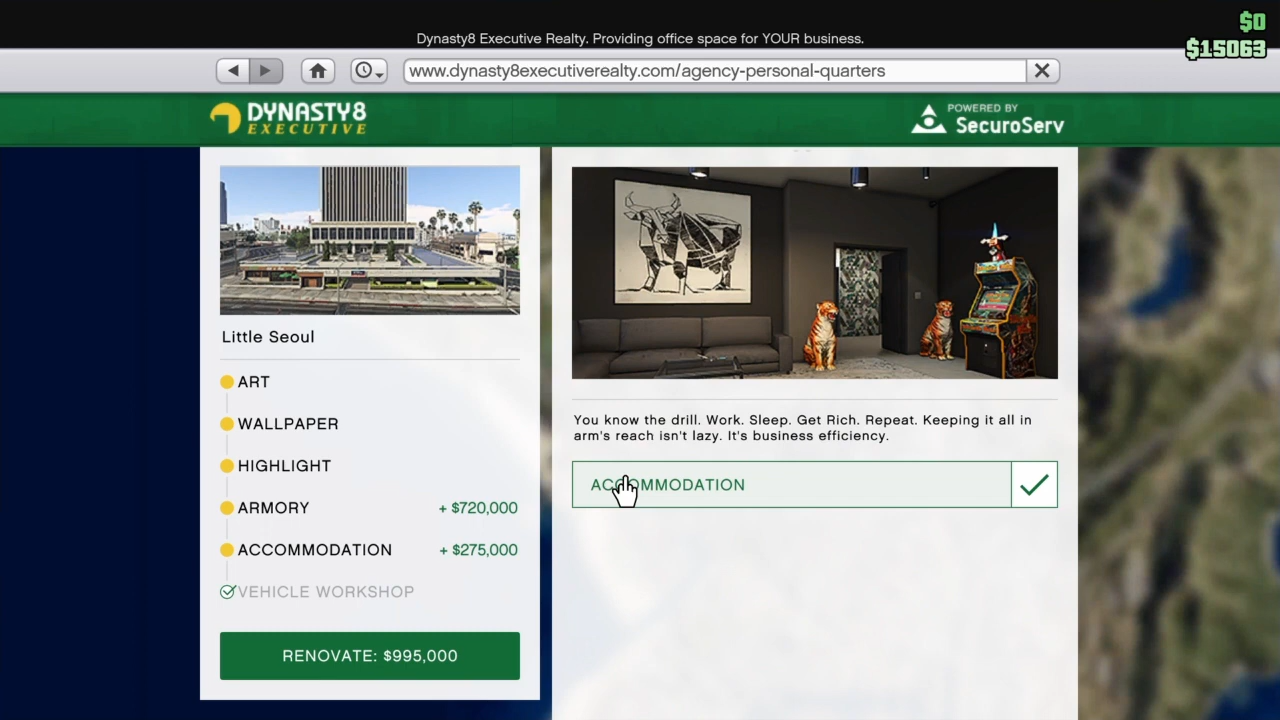 $0
$15063
Dynasty8 Executive Realty. Providing office space for YOUR business.
www.dynasty8executiverealty.com/agency-personal-quarters
DYNASTY8
EXECUTIVE
POWERED BY
SecuroServ
Little Seoul
ART
WALLPAPER
HIGHLIGHT
ARMORY + $720,000
ACCOMMODATION + $275,000
VEHICLE WORKSHOP
RENOVATE: $995,000
You know the drill. Work. Sleep. Get Rich. Repeat. Keeping it all in
arm's reach isn't lazy. It's business efficiency.
ACCOMMODATION